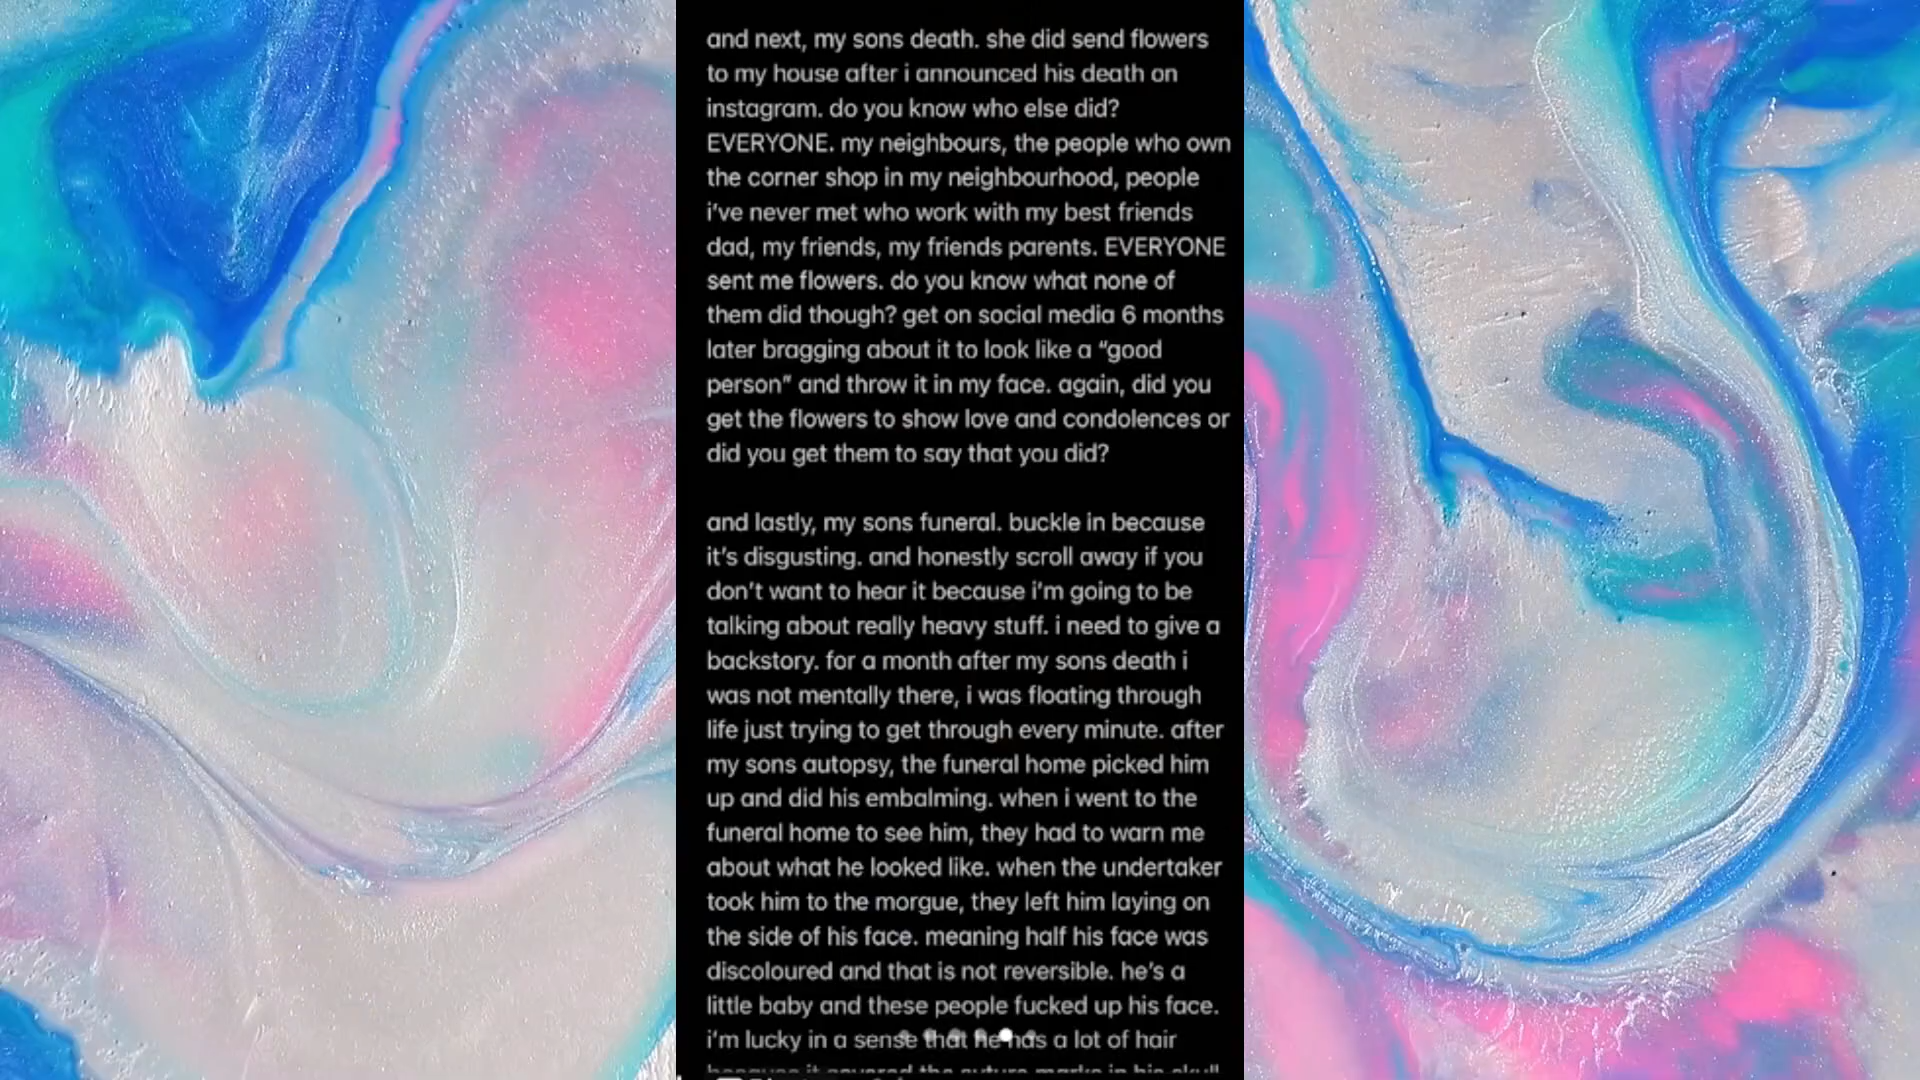 and next, my sons death. she did send flowers
to my house after i announced his death on
instagram. do you know who else did?
EVERYONE. my neighbours, the people who own
the corner shop in my neighbourhood, people
i've never met who work with my best friends
dad, my friends, my friends parents. EVERYONE
sent me flowers. do you know what none of
them did though? get on social media 6 months
later bragging about it to look like a “good
person” and throw it in my face. again, did you
get the flowers to show love and condolences or
did you get them to say that you did?
and lastly, my sons funeral. buckle in because
it's disgusting. and honestly scroll away if you
don't want to hear it because i'm going to be
talking about really heavy stuff. i need to give a
backstory. for a month after my sons death i
was not mentally there, i was floating through
life just trying to get through every minute. after
my sons autopsy, the funeral home picked him
up and did his embalming. when i went to the
funeral home to see him, they had to warn me
about what he looked like. when the undertaker
took him to the morgue, they left him laying on
the side of his face. meaning half his face was
discoloured and that is not reversible. he's a
little baby and these people fucked up his face.
i'm lucky in a sense that he has a lot of hair
because it covered the suture marks in his skull